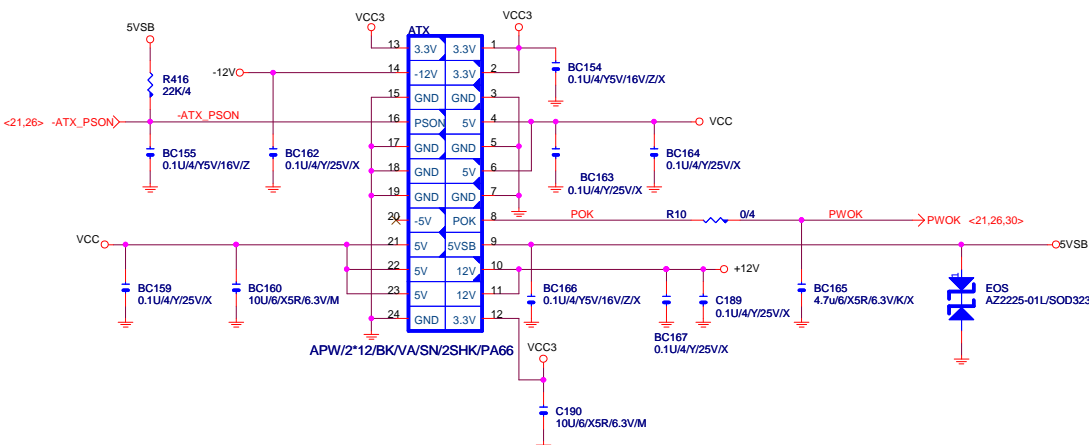 VCC3
VCC3
5VSB
ATX
13 3.3V 3.3V 1
BC154
0.1U/4/Y5V/16V/Z/X
-12V 14 -12V 3.3V 2
R416
22K/4
15 GND GND 3
<21,26> -ATX_PSON -ATX_PSON 16 PSON 5V 4 VCC
17 GND GND 5
BC155
0.1U/4/Y5V/16V/Z
BC162
0.1U/4/Y/25V/X
BC163
0.1U/4/Y/25V/X
BC164
0.1U/4/Y/25V/X
18 GND 5V 6
19 GND GND 7
20 -5V POK 8 POK R10 0/4 PWOK PWOK <21,26,30>
VCC 21 5V 5VSB 9 5VSB
22 5V 12V 10 +12V
23 5V 12V 11
24 GND 3.3V 12
BC159
0.1U/4/Y/25V/X
BC160
10U/6/X5R/6.3V/M
BC166
0.1U/4/Y5V/16V/Z/X
C189
0.1U/4/Y/25V/X
BC167
0.1U/4/Y/25V/X
BC165
4.7u/6/X5R/6.3V/K/X
EOS
AZ2225-01L/SOD323
APW/2*12/BK/VA/SN/2SHK/PA66
VCC3
C190
10U/6/X5R/6.3V/M